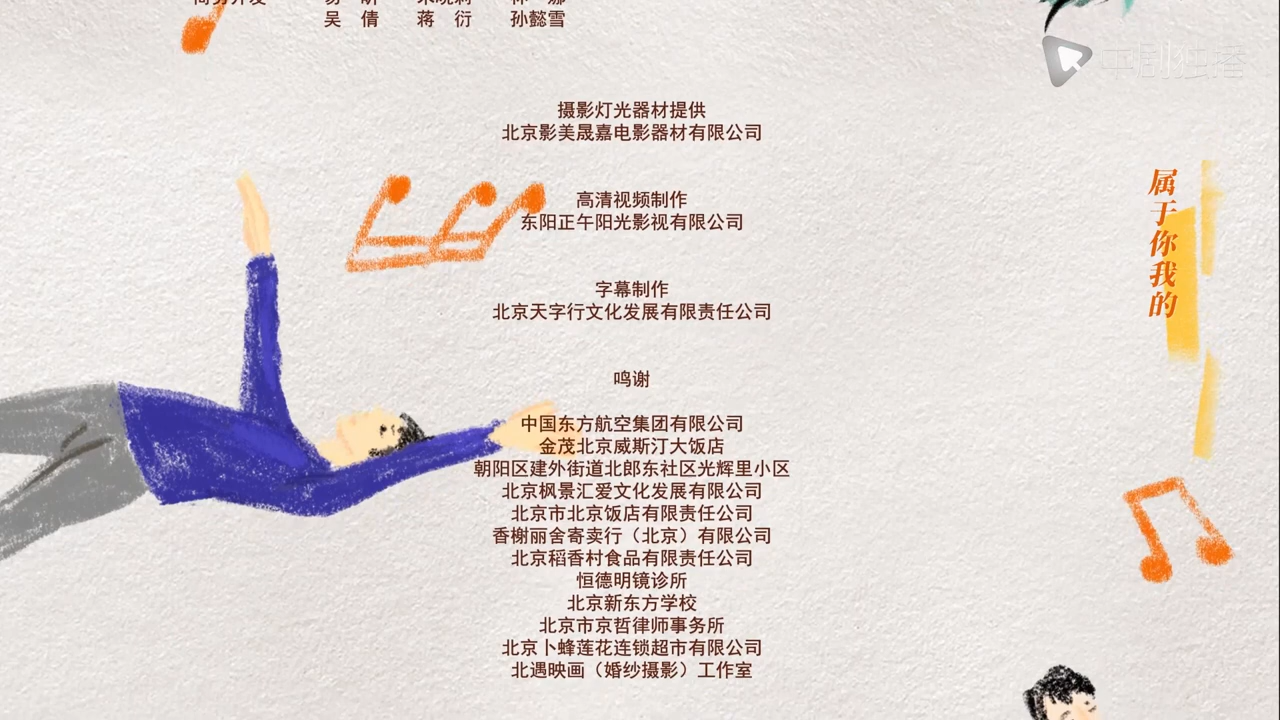 吴 倩 蒋 衍 孙懿雪
中剧独播
摄影灯光器材提供
北京影美晟嘉电影器材有限公司
高清视频制作
东阳正午阳光影视有限公司
字幕制作
北京天字行文化发展有限责任公司
鸣谢
中国东方航空集团有限公司
金茂北京威斯汀大饭店
朝阳区建外街道北郎东社区光辉里小区
北京枫景汇爱文化发展有限公司
北京市北京饭店有限责任公司
香榭丽舍寄卖行（北京）有限公司
北京稻香村食品有限责任公司
恒德明镜诊所
北京新东方学校
北京市京哲律师事务所
北京卜蜂莲花连锁超市有限公司
北遇映画（婚纱摄影）工作室
属于你我的